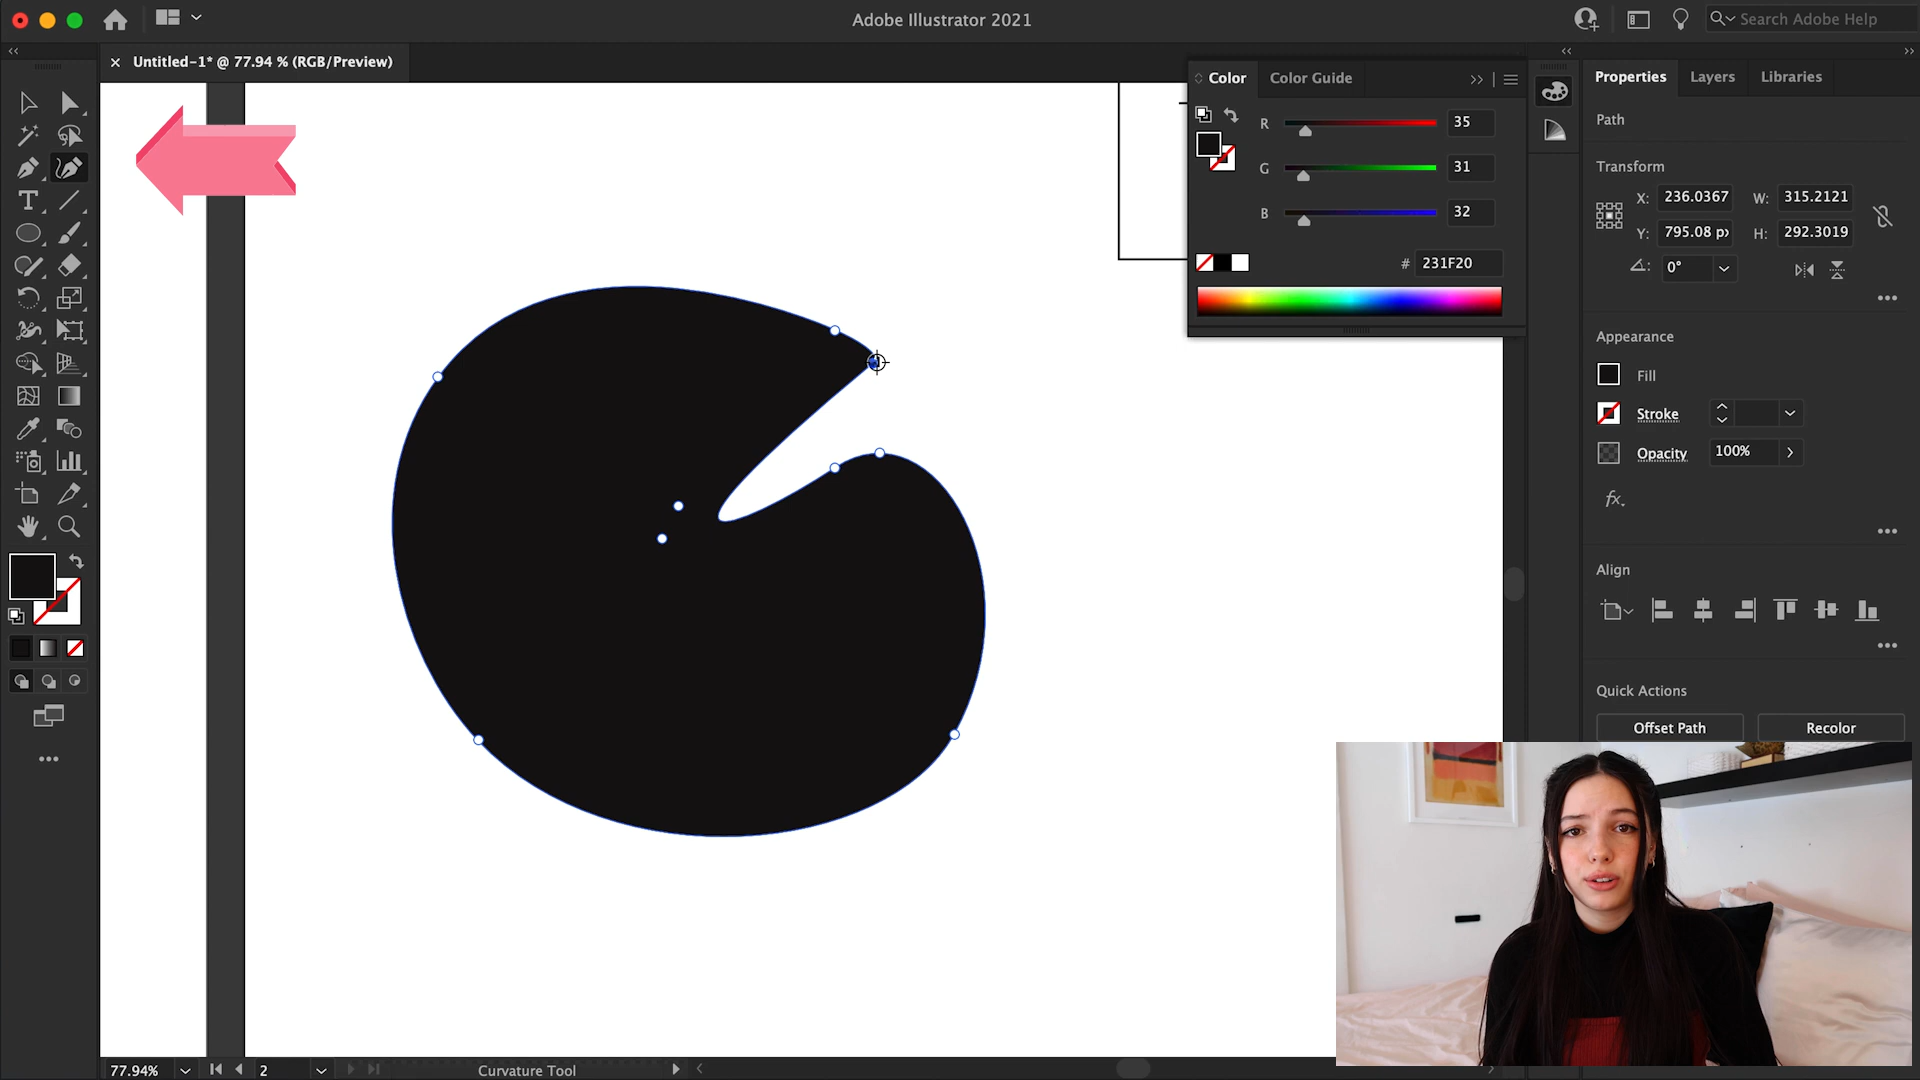 Adobe Illustrator 2021
Search Adobe Help
Untitled-1* @ 77.94 % (RGB/Preview)
Color
Color Guide
R
35
G
31
B
32
# 231F20
Properties
Layers
Libraries
Path
Transform
X: 236.0367
W: 315.2121
Y: 795.08 px
H: 292.3019
0°
Appearance
Fill
Stroke
Opacity
100%
fx.
Align
Quick Actions
Offset Path
Recolor
77.94%
2
Curvature Tool